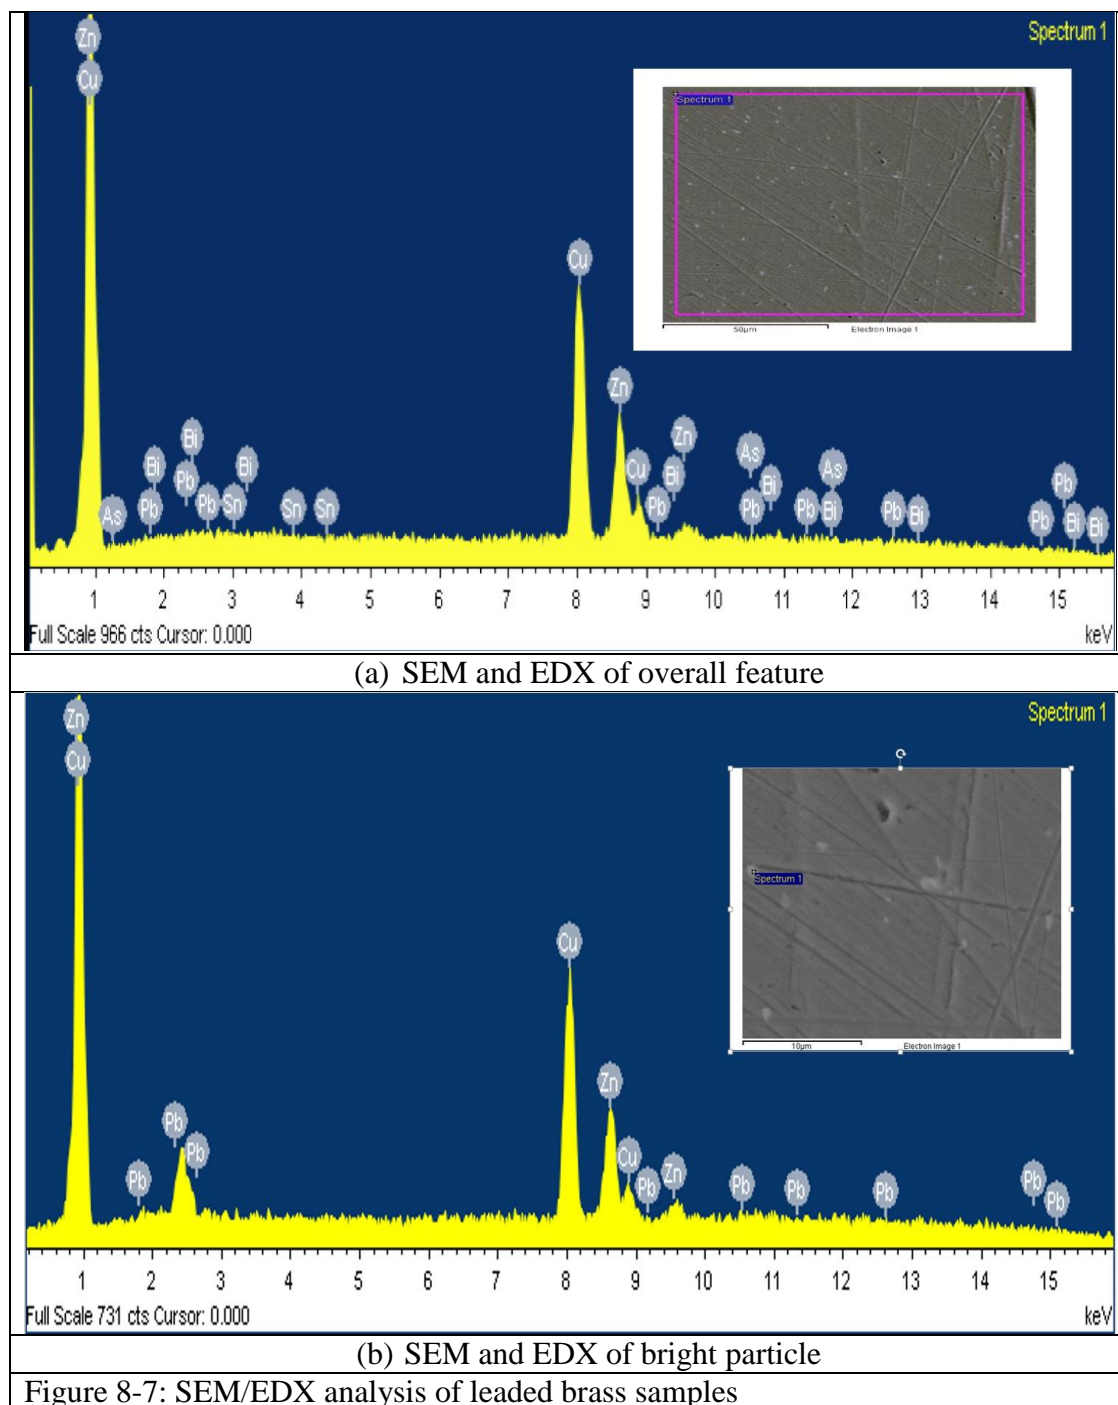 Spectrum 1
Zn
Cu
Spectrum 1
50µm Electron Image 1
Cu
Zn
Bi As As
Bi Bi Bi Zn Bi Pb
Pb Pb Cu
As Pb Pb Sn Sn Sn Pb Pb Pb Bi Pb Bi Pb Bi Bi
1 2 3 4 5 6 7 8 9 10 11 12 13 14 15
Full Scale 966 cts Cursor: 0.000 keV
(a) SEM and EDX of overall feature
Spectrum 1
Zn
Cu
Spectrum 1
10µm Electron Image 1
Cu
Zn
Pb
Pb Cu
Pb Pb Zn Pb Pb Pb Pb Pb
1 2 3 4 5 6 7 8 9 10 11 12 13 14 15
Full Scale 731 cts Cursor: 0.000 keV
(b) SEM and EDX of bright particle
Figure 8-7: SEM/EDX analysis of leaded brass samples